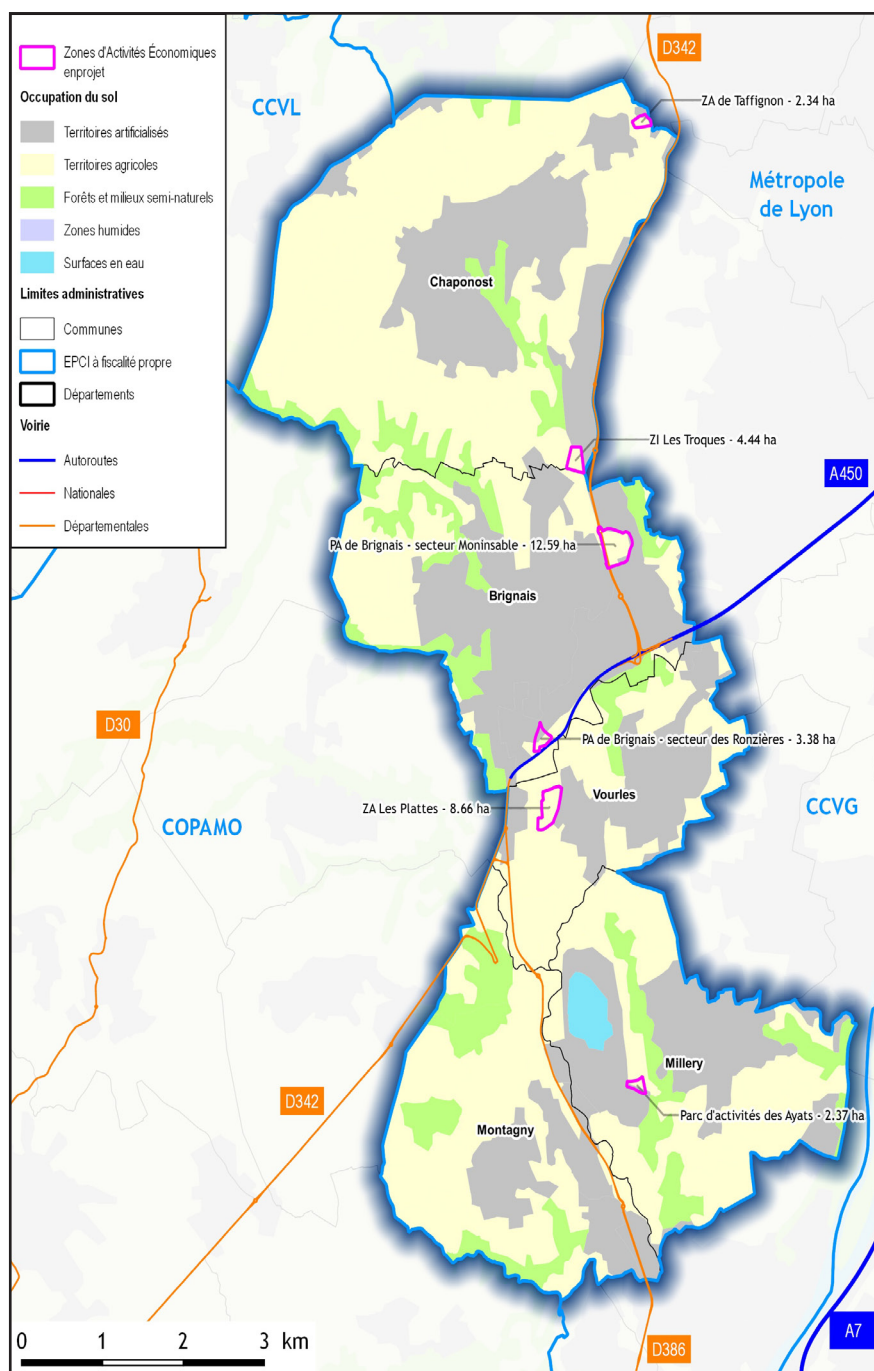 Zones d'Activités Économiques
enprojet
Occupation du sol
Territoires artificialisés
Territoires agricoles
Forêts et milieux semi-naturels
Zones humides
Surfaces en eau
Limites administratives
Communes
EPCI à fiscalité propre
Départements
Voirie
Autoroutes
Nationales
Départementales
D342
CCVL
ZA de Taffignon - 2.34 ha
Métropole
de Lyon
Chaponost
ZI Les Troques - 4.44 ha
A450
PA de Brignais - secteur Moninsable - 12.59 ha
Brignais
D30
PA de Brignais - secteur des Ronzières - 3.38 ha
Vourles
ZA Les Plattes - 8.66 ha
CCVG
COPAMO
Millery
D342
Parc d'activités des Ayats - 2.37 ha
Montagny
A7
D386
0 1 2 3 km